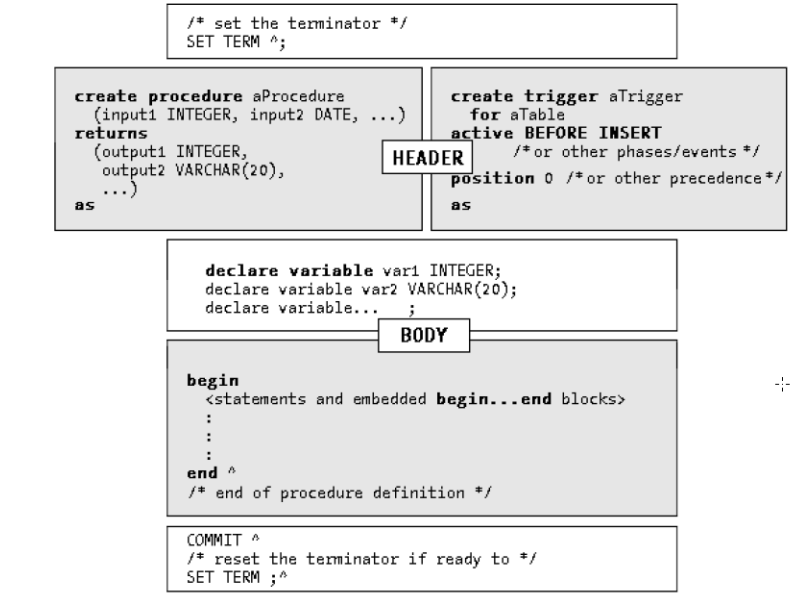 /* set the terminator */
SET TERM ^;
create procedure aProcedure
(input1 INTEGER, input2 DATE, ...)
returns
(output1 INTEGER,
output2 VARCHAR(20),
...)
as
HEADER
create trigger aTrigger
for aTable
active BEFORE INSERT
/*or other phases/events */
position 0 /*or other precedence*/
as
declare variable var1 INTEGER;
declare variable var2 VARCHAR(20);
declare variable... ;
BODY
begin
<statements and embedded begin...end blocks>
:
:
:
end ^
/* end of procedure definition */
COMMIT ^
/* reset the terminator if ready to */
SET TERM ;^